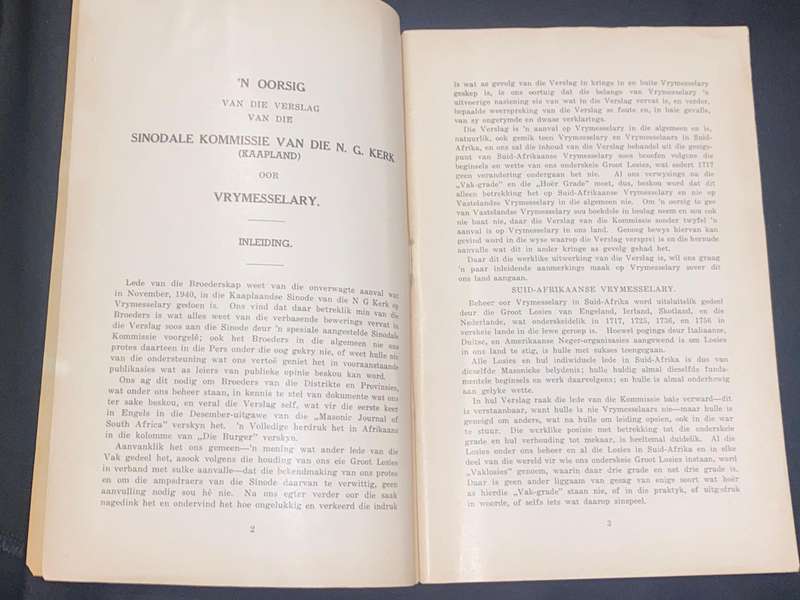 'N OORSIG
VAN DIE VERSLAG
VAN DIE
SINODALE KOMMISSIE VAN DIE N. G. KERK
(KAAPLAND)
OOR
VRYMESSELARY.
INLEIDING.
Lede van die Broederskap weet van die onverwagte aanval wat
in November, 1940, in die Kaaplandse Sinode van die N G Kerk op
Vrymesselary gedoen is. Ons vind dat daar betreklik min van die
Broeders is wat alles weet van die verbasende bewerings vervat in
die Verslag soos aan die Sinode deur 'n spesiale aangestelde Sinodale
Kommissie voorgelê; ook het Broeders in die algemeen nie ons
protes daarteen in die Pers onder die oog gekry nie, of weet hulle nie
van die ondersteuning wat ons vertoë geniet het in vooraanstaande
publikasies wat as leiers van publieke opinie beskou kan word.
Ons ag dit nodig om Broeders van die Distrikte en Provinsies,
wat onder ons beheer staan, in kennis te stel van dokumente wat ons
ter sake beskou, en veral die Verslag self, wat vir die eerste keer
in Engels in die Desember-uitgawe van die „Masonic Journal of
South Africa" verskyn het. 'n Volledige herdruk het in Afrikaans
in die kolomme van „Die Burger" verskyn.
Aanvanklik het ons gemeen—'n mening wat ander lede van die
Vak gedeel het, asook volgens die houding van ons eie Groot Losies
in verband met sulke aanvalle—dat die bekendmaking van ons protes
en om die ampsdraers van die Sinode daarvan te verwittig, geen
aanvulling nodig sou hê nie. Na ons egter verder oor die saak
nagedink het en ondervind het hoe ongelukkig en verkeerd die indruk
2
is wat as gevolg van die Verslag in kringe in en buite Vrymesselary
geskep is, is ons oortuig dat die belange van Vrymesselary 'n
uitvoerige nasiening eis van wat in die Verslag vervat is, en verder,
bepaalde weerspreking van die Verslag se foute en, in baie gevalle,
van sy ongerymde en dwase verklarings.
Die Verslag is 'n aanval op Vrymesselary in die algemeen en is,
natuurlik, ook gemik teen Vrymesselary en Vrymesselaars in Suid-
Afrika, en ons sal die inhoud van die Verslag behandel uit die gesigs-
punt van Suid-Afrikaanse Vrymesselary soos beoefen volgens die
beginsels en wette van ons onderskeie Groot Losies, wat sedert 1717
geen verandering ondergaan het nie. Al ons verwysings na die
„Vak-grade" en die „Hoër Grade" moet, dus, beskou word dat dit
alleen betrekking het op Suid-Afrikaanse Vrymesselary en nie op
Vastelandse Vrymesselary in die algemeen nie. Om 'n oorsig te gee
van Vastelandse Vrymesselary sou boekdele in beslag neem en sou ook
nie baat nie, daar die Verslag van die Kommissie sonder twyfel 'n
aanval is op Vrymesselary in ons land. Genoeg bewys hiervan kan
gevind word in die wyse waarop die Verslag versprei is en die hernude
aanvalle wat dit in ander kringe as gevolg gehad het.
Daar dit die werklike uitwerking van die Verslag is, wil ons graag
'n paar inleidende aanmerkings maak op Vrymesselary sover dit
ons land aangaan.
SUID-AFRIKAANSE VRYMESSELARY.
Beheer oor Vrymesselary in Suid-Afrika word uitsluitelik gedeel
deur die Groot Losies van Engeland, Ierland, Skotland, en die
Nederlande, wat onderskeidelik in 1717, 1725, 1736, en 1756 in
verskeie lande in die lewe geroep is. Hoewel pogings deur Italiaanse,
Duitse, en Amerikaanse Neger-organisasies aangewend is om Losies
in ons land te stig, is hulle met sukses teengegaan.
Alle Losies en hul individuele lede in Suid-Afrika is dus van
dieselfde Masonnieke belydenis; hulle huldig almal dieselfde funda-
mentele beginsels en werk daarvolgens; en hulle is almal onderhewig
aan gelyke wette.
In hul Verslag raak die lede van die Kommissie baie verward—dit
is verstaanbaar, want hulle is nie Vrymesselaars nie—maar hulle is
geneigd om anders, wat na hulle om leiding opsien, ook in die war
te stuur. Die werklike posisie met betrekking tot die onderskeie
grade en hul verhouding tot mekaar, is heeltemal duidelik. Al die
Losies onder ons beheer en al die Losies in Suid-Afrika en in elke
deel van die wêreld vir wie ons onderskeie Groot Losies instaan, word
„Vaklosies" genoem, waarin daar drie grade en net drie grade is.
Daar is geen ander liggaam van gesag van enige soort wat hoër
as hierdie „Vak-grade" staan nie, of in die praktyk, of uitgedruk
in woorde, of selfs iets wat daarop sinspeel.
3